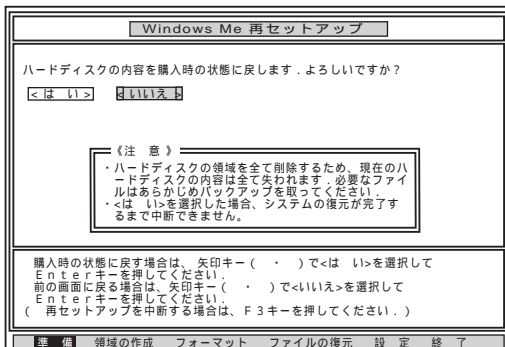 Windows Me 再セットアップ
ハードディスクの内容を購入時の状態に戻します．よろしいですか？
<は い> <いいえ>
《注 意》
・ハードディスクの領域を全て削除するため、現在のハ
ードディスクの内容は全て失われます．必要なファイ
ルはあらかじめバックアップを取ってください．
・<は い>を選択した場合、システムの復元が完了す
るまで中断できません。
購入時の状態に戻す場合は、矢印キー( ・ )で<は い>を選択して
Ｅｎｔｅｒキーを押してください．
前の画面に戻る場合は、矢印キー( ・ )で<いいえ>を選択して
Ｅｎｔｅｒキーを押してください．
( 再セットアップを中断する場合は、Ｆ３キーを押してください．)
準 備 領域の作成 フォーマット ファイルの復元 設 定 終 了